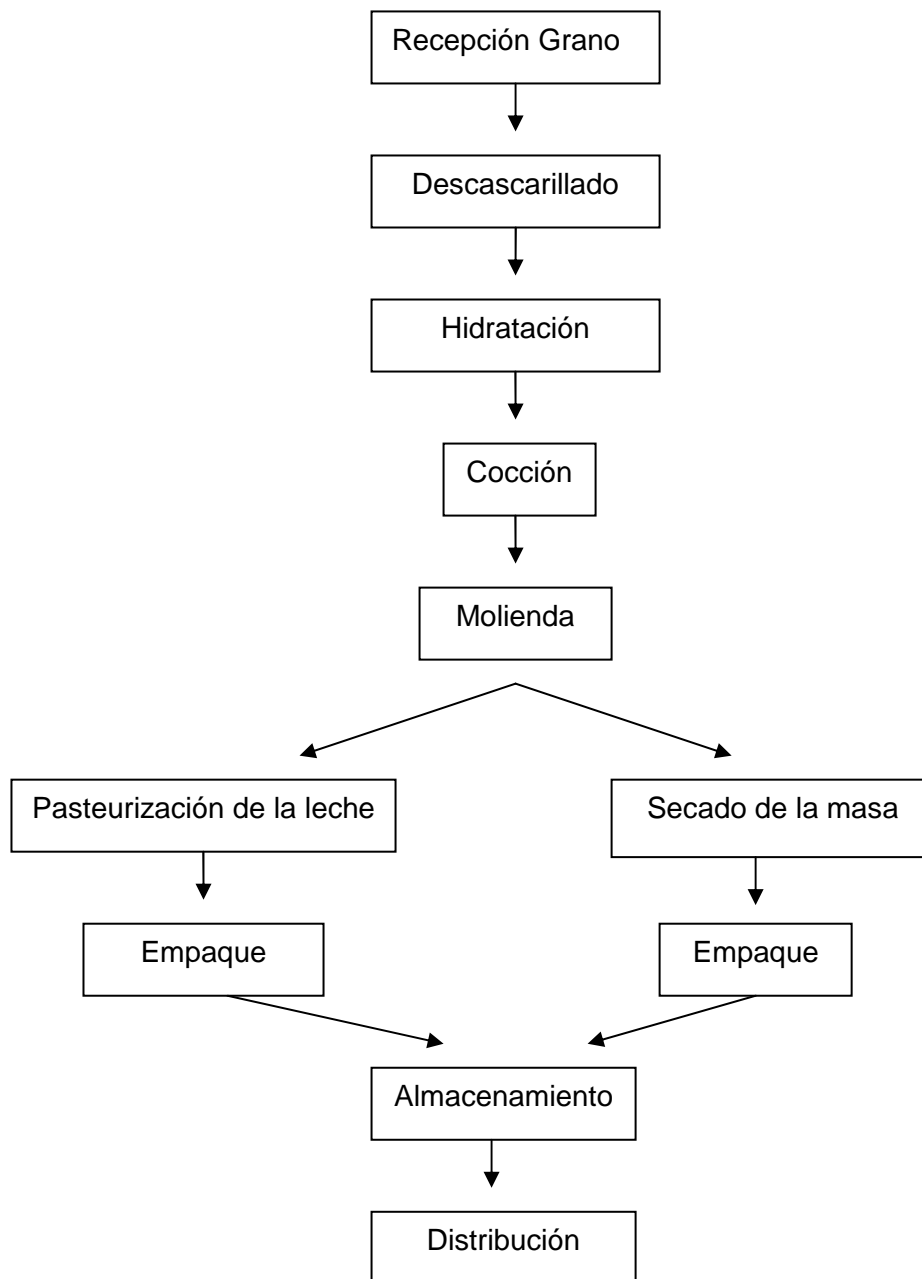 Recepción Grano
Descascarillado
Hidratación
Cocción
Molienda
Pasteurización de la leche
Secado de la masa
Empaque
Empaque
Almacenamiento
Distribución